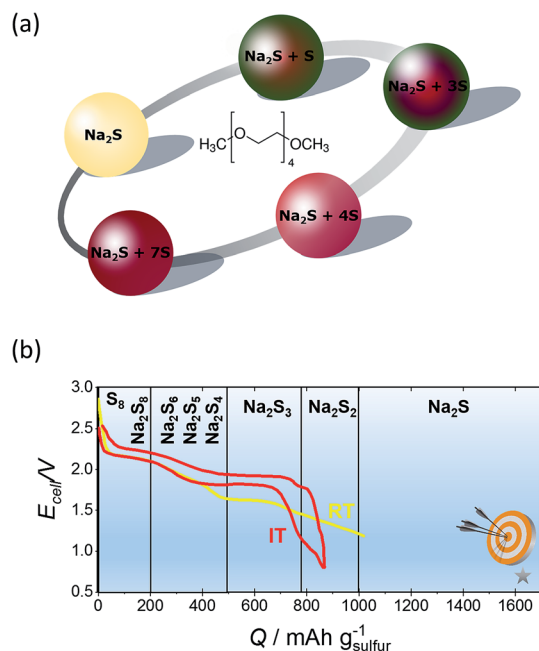 (a)
Na₂S + S
Na₂S + 3S
Na₂S
H₃C [ O ]₄ OCH₃
Na₂S + 4S
Na₂S + 7S
(b)
E_cell/V
3.0
2.5
2.0
1.5
1.0
0.5
S₈
Na₂S₈
Na₂S₆
Na₂S₅
Na₂S₄
Na₂S₃
Na₂S₂
Na₂S
RT
IT
0 200 400 600 800 1000 1200 1400 1600
Q / mAh g⁻¹sulfur